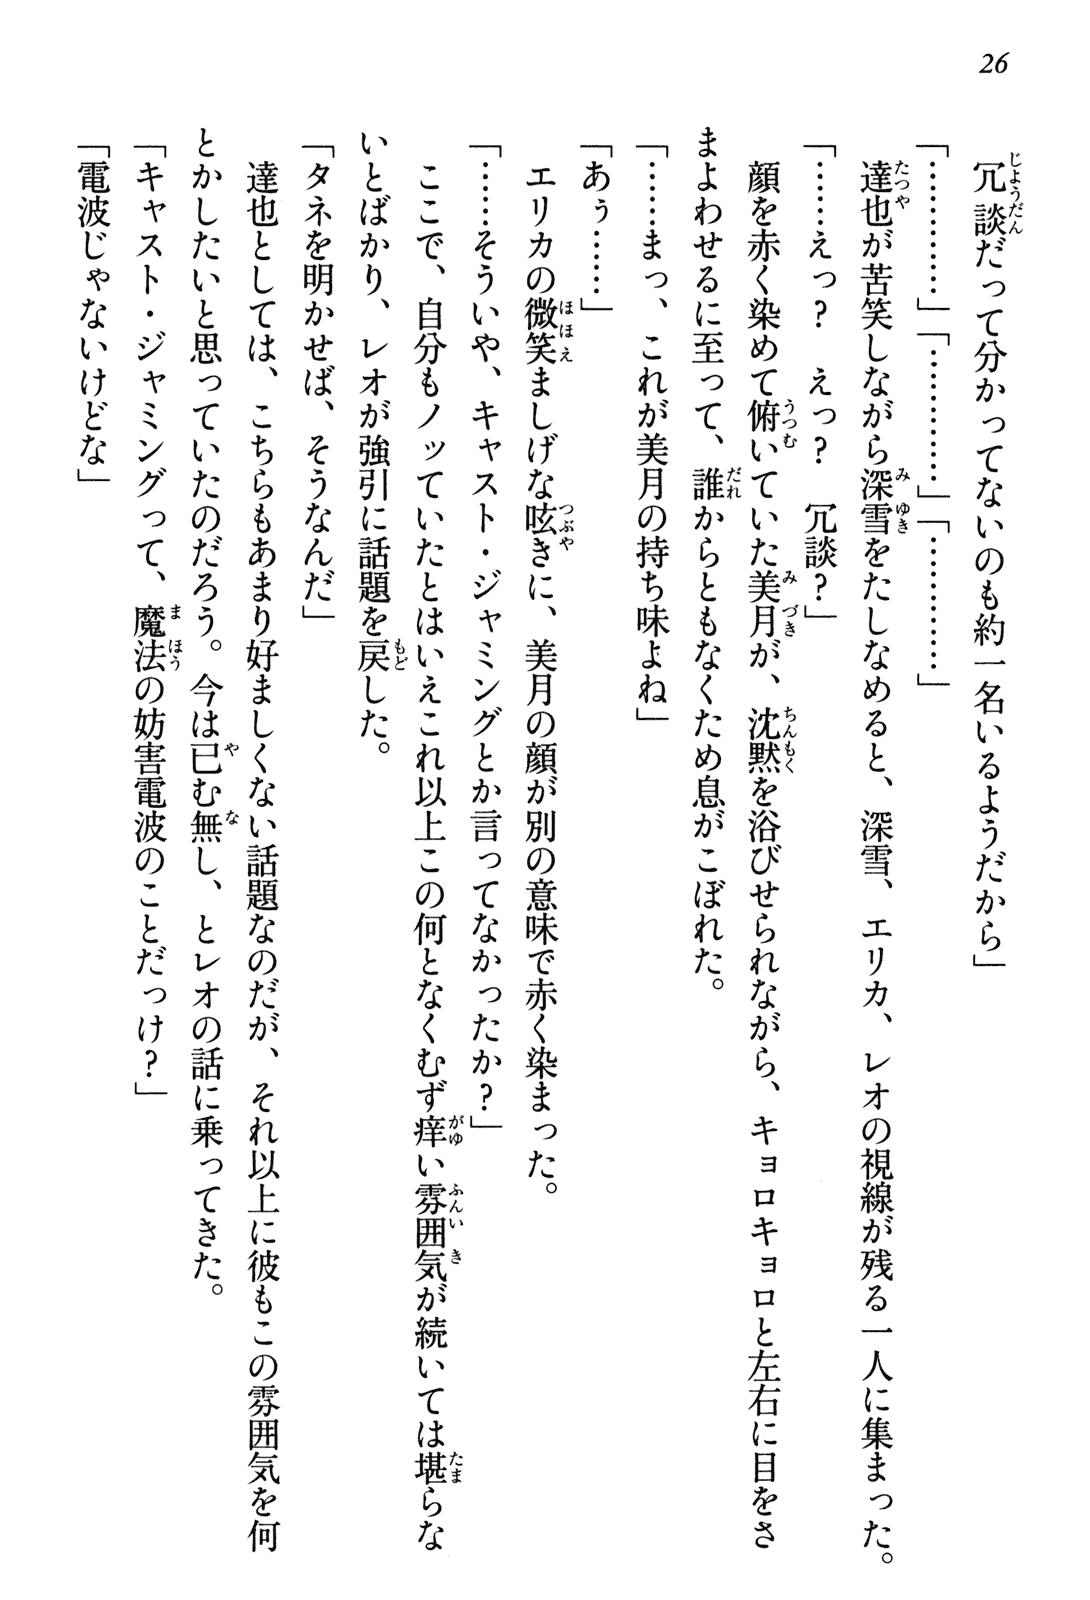 26
冗談だって分かってないのも約一名いるようだから」
「…………」「…………」「…………」
達也が苦笑しながら深雪をたしなめると、深雪、エリカ、レオの視線が残る一人に集まった。
「……えっ？　えっ？　冗談？」
顔を赤く染めて俯いていた美月が、沈黙を浴びせられながら、キョロキョロと左右に目をさ
まよわせるに至って、誰からともなくため息がこぼれた。
「……まっ、これが美月の持ち味よね」
「あぅ……」
エリカの微笑ましげな呟きに、美月の顔が別の意味で赤く染まった。
「……そういや、キャスト・ジャミングとか言ってなかったか？」
ここで、自分もノッていたとはいえこれ以上この何となくむず痒い雰囲気が続いては堪らな
いとばかり、レオが強引に話題を戻した。
「タネを明かせば、そうなんだ」
達也としては、こちらもあまり好ましくない話題なのだが、それ以上に彼もこの雰囲気を何
とかしたいと思っていたのだろう。今は已む無し、とレオの話に乗ってきた。
「キャスト・ジャミングって、魔法の妨害電波のことだっけ？」
「電波じゃないけどな」